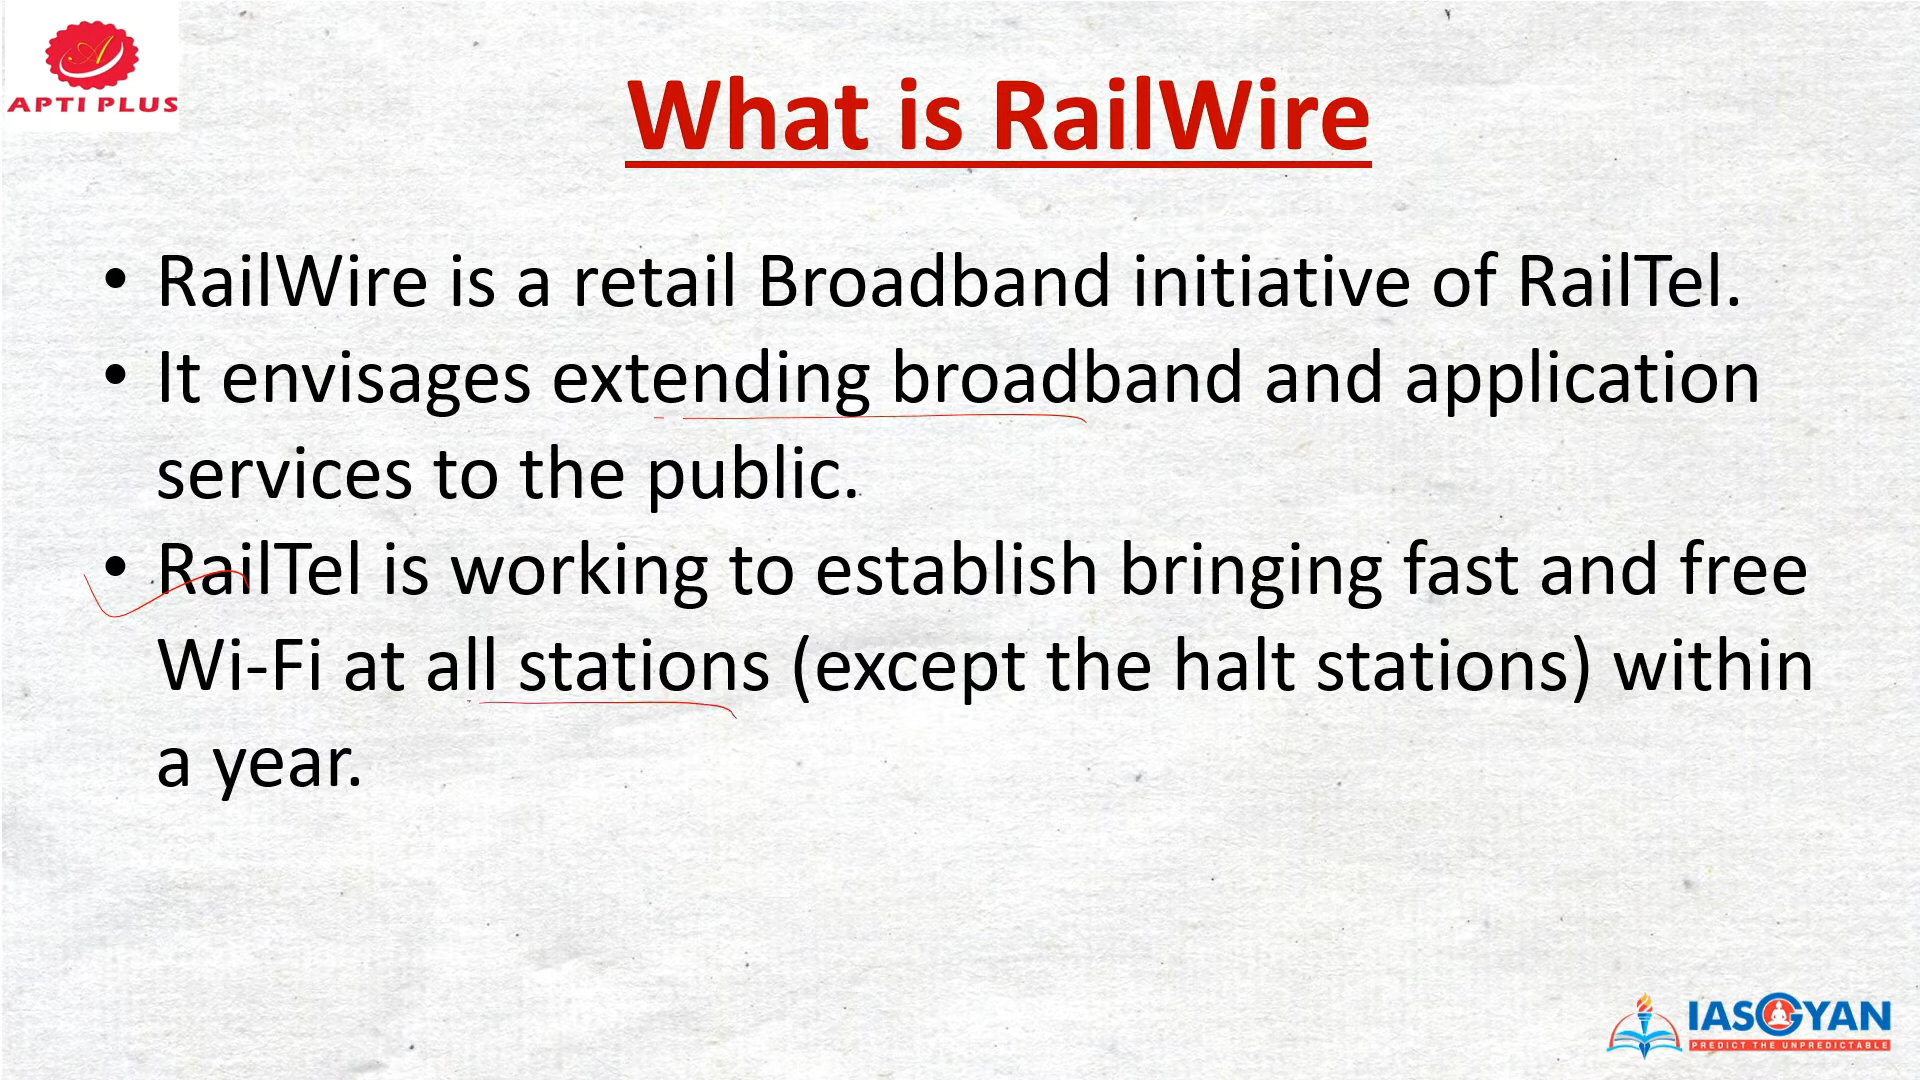 APTI PLUS
What is RailWire
• RailWire is a retail Broadband initiative of RailTel.
• It envisages extending broadband and application
services to the public.
• RailTel is working to establish bringing fast and free
Wi-Fi at all stations (except the halt stations) within
a year.
IASGYAN
PREDICT THE UNPREDICTABLE